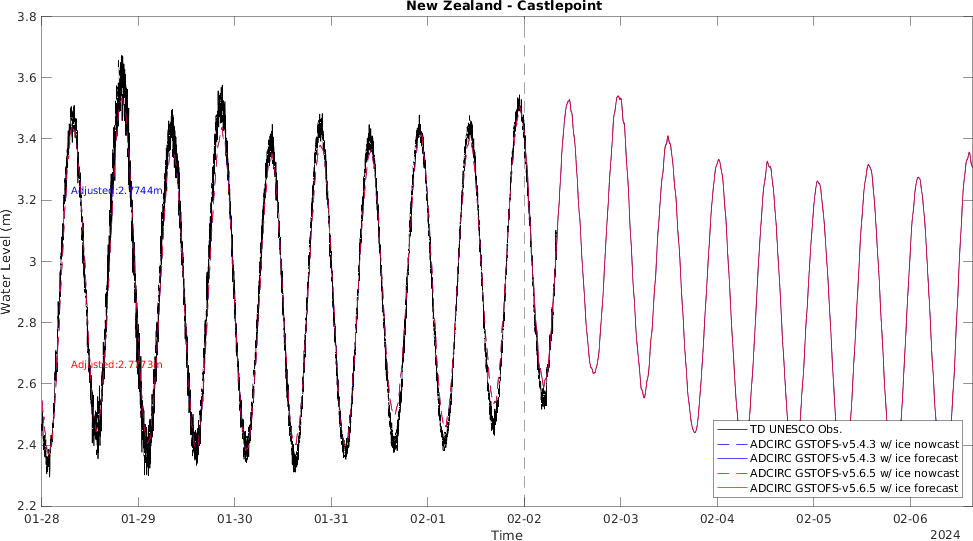 New Zealand - Castlepoint
Water Level (m)
3.8
3.6
3.4
3.2
3
2.8
2.6
2.4
2.2
Adjusted:2.7744m
Adjusted:2.7773m
TD UNESCO Obs.
ADCIRC GSTOFS-v5.4.3 w/ ice nowcast
ADCIRC GSTOFS-v5.4.3 w/ ice forecast
ADCIRC GSTOFS-v5.6.5 w/ ice nowcast
ADCIRC GSTOFS-v5.6.5 w/ ice forecast
01-28 01-29 01-30 01-31 02-01 02-02 02-03 02-04 02-05 02-06
Time
2024